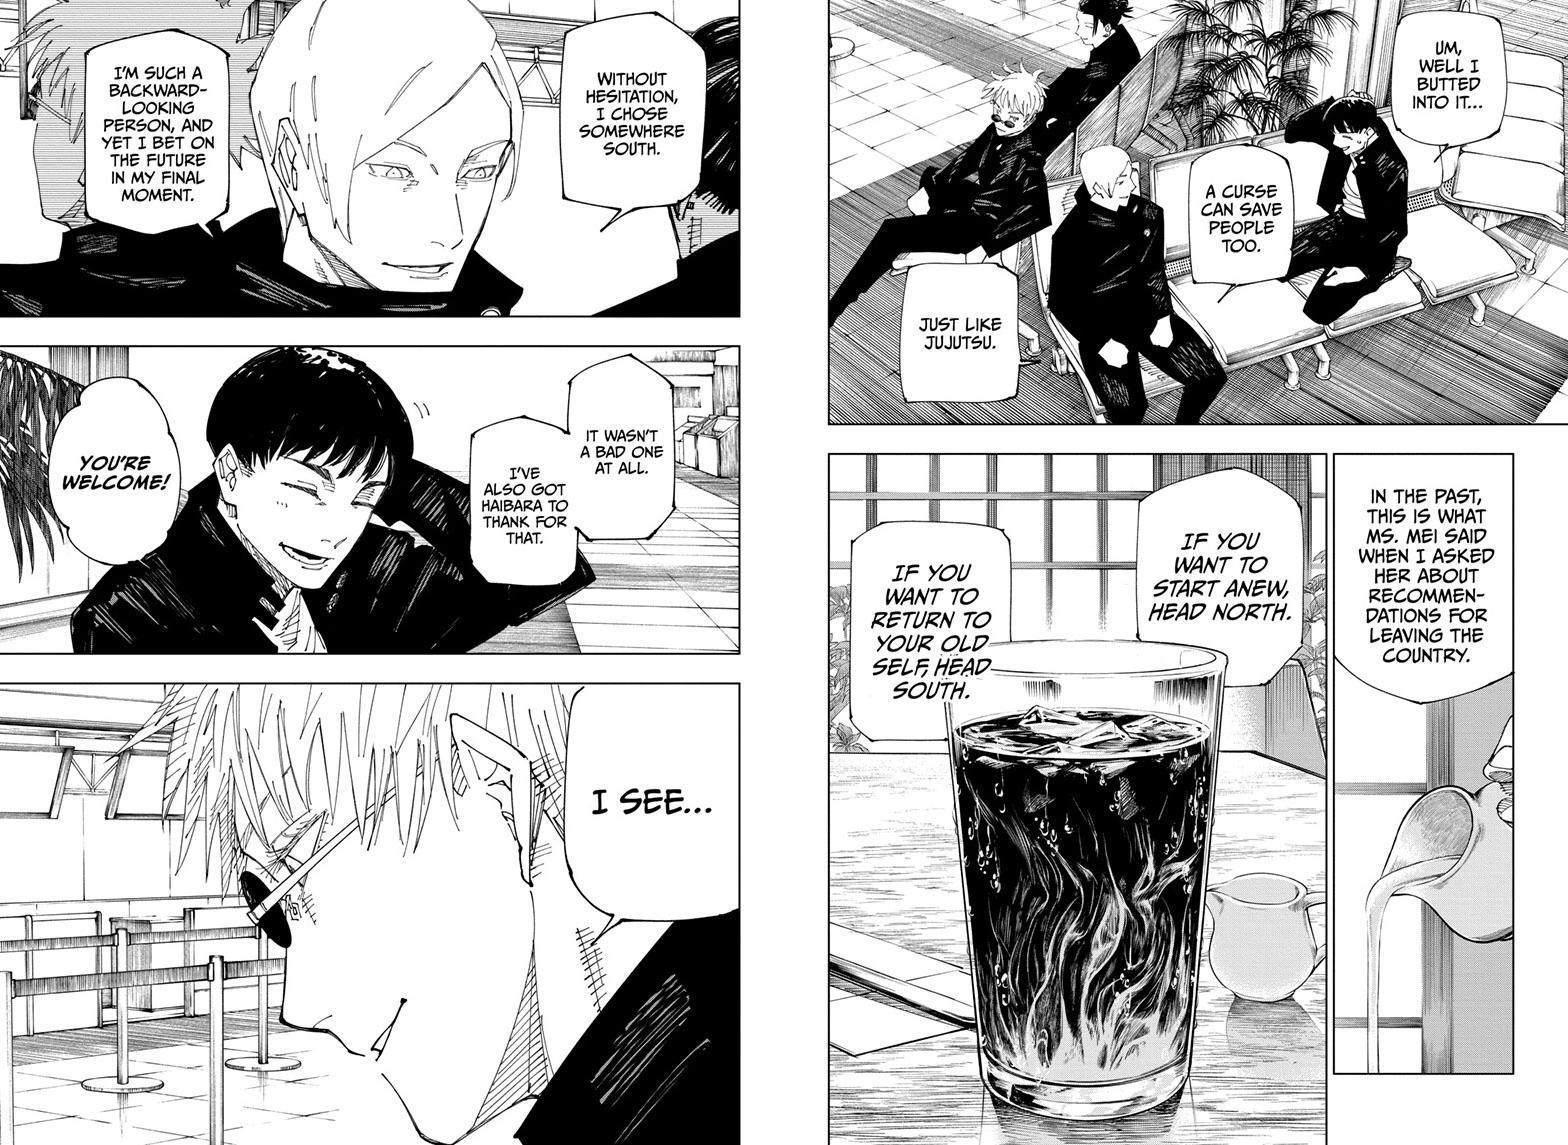 UM,
WELL I
BUTTED
INTO IT...
A CURSE
CAN SAVE
PEOPLE
TOO.
JUST LIKE
JUJUTSU.
IN THE PAST,
THIS IS WHAT
MS. MEI SAID
WHEN I ASKED
HER ABOUT
RECOMMEN-
DATIONS FOR
LEAVING THE
COUNTRY.
IF YOU
WANT TO
START ANEW,
HEAD NORTH.
IF YOU
WANT TO
RETURN TO
YOUR OLD
SELF, HEAD
SOUTH.
WITHOUT
HESITATION,
I CHOSE
SOMEWHERE
SOUTH.
I'M SUCH A
BACKWARD-
LOOKING
PERSON, AND
YET I BET ON
THE FUTURE
IN MY FINAL
MOMENT.
IT WASN'T
A BAD ONE
AT ALL.
I'VE
ALSO GOT
HAIBARA TO
THANK FOR
THAT.
YOU'RE
WELCOME!
I SEE...